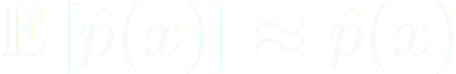 𝔼 [p̂(x)] ≈ p̂(x)